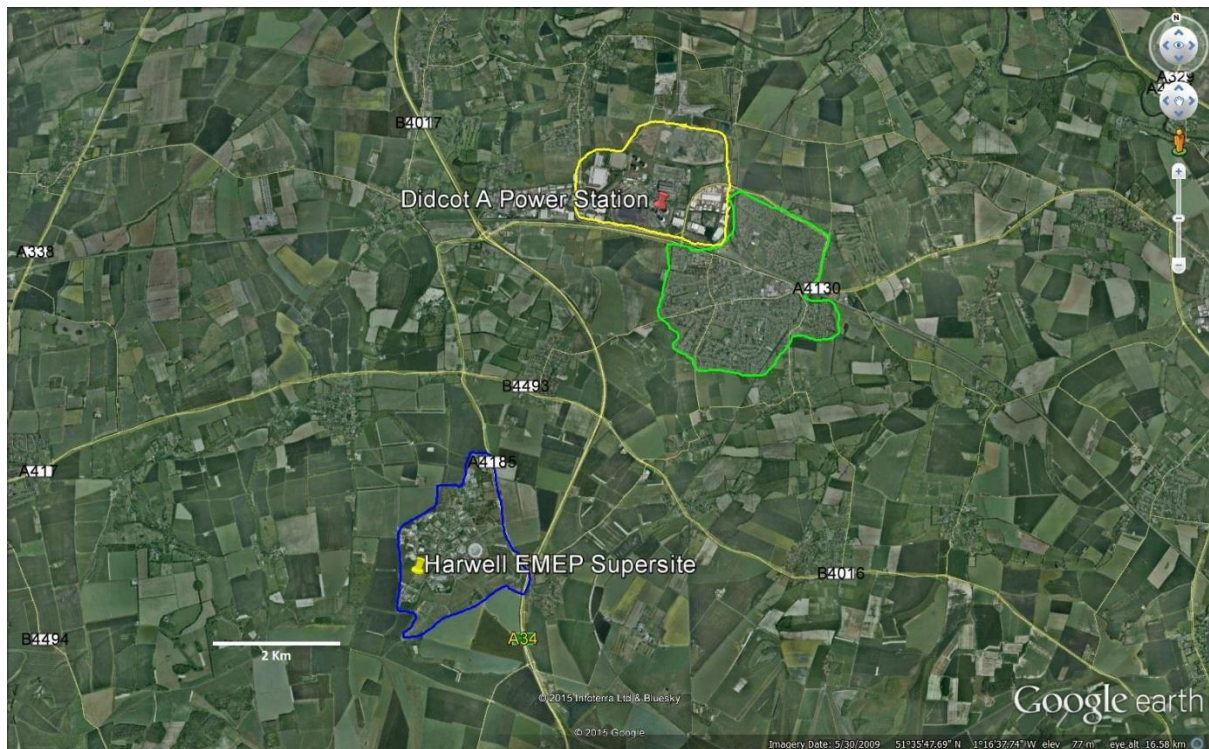 N
A329
B4017
Didcot A Power Station
A338
A4130
B4493
A417
A4185
Harwell EMEP Supersite
B4016
B4494
A34
2 Km
© 2015 Infoterra Ltd & Bluesky
Google earth
© 2015 Google
Imagery Date: 5/30/2009 51°35'47.69" N 1°16'37.74" W elev 77 m eye alt 16.58 km